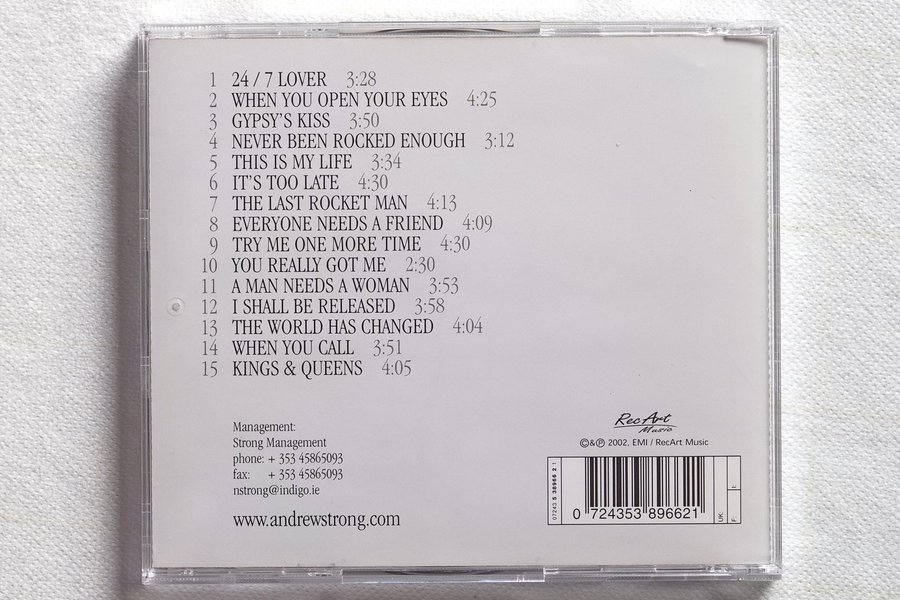 1 24 / 7 LOVER 3:28
2 WHEN YOU OPEN YOUR EYES 4:25
3 GYPSY'S KISS 3:50
4 NEVER BEEN ROCKED ENOUGH 3:12
5 THIS IS MY LIFE 3:34
6 IT'S TOO LATE 4:30
7 THE LAST ROCKET MAN 4:13
8 EVERYONE NEEDS A FRIEND 4:09
9 TRY ME ONE MORE TIME 4:30
10 YOU REALLY GOT ME 2:30
11 A MAN NEEDS A WOMAN 3:53
12 I SHALL BE RELEASED 3:58
13 THE WORLD HAS CHANGED 4:04
14 WHEN YOU CALL 3:51
15 KINGS & QUEENS 4:05
Management:
Strong Management
phone: + 353 45865093
fax: + 353 45865093
nstrong@indigo.ie
www.andrewstrong.com
RecArt
Music
©&℗ 2002, EMI / RecArt Music
07243 5 38966 2 1
0 724353 896621
UK:
F:
I: